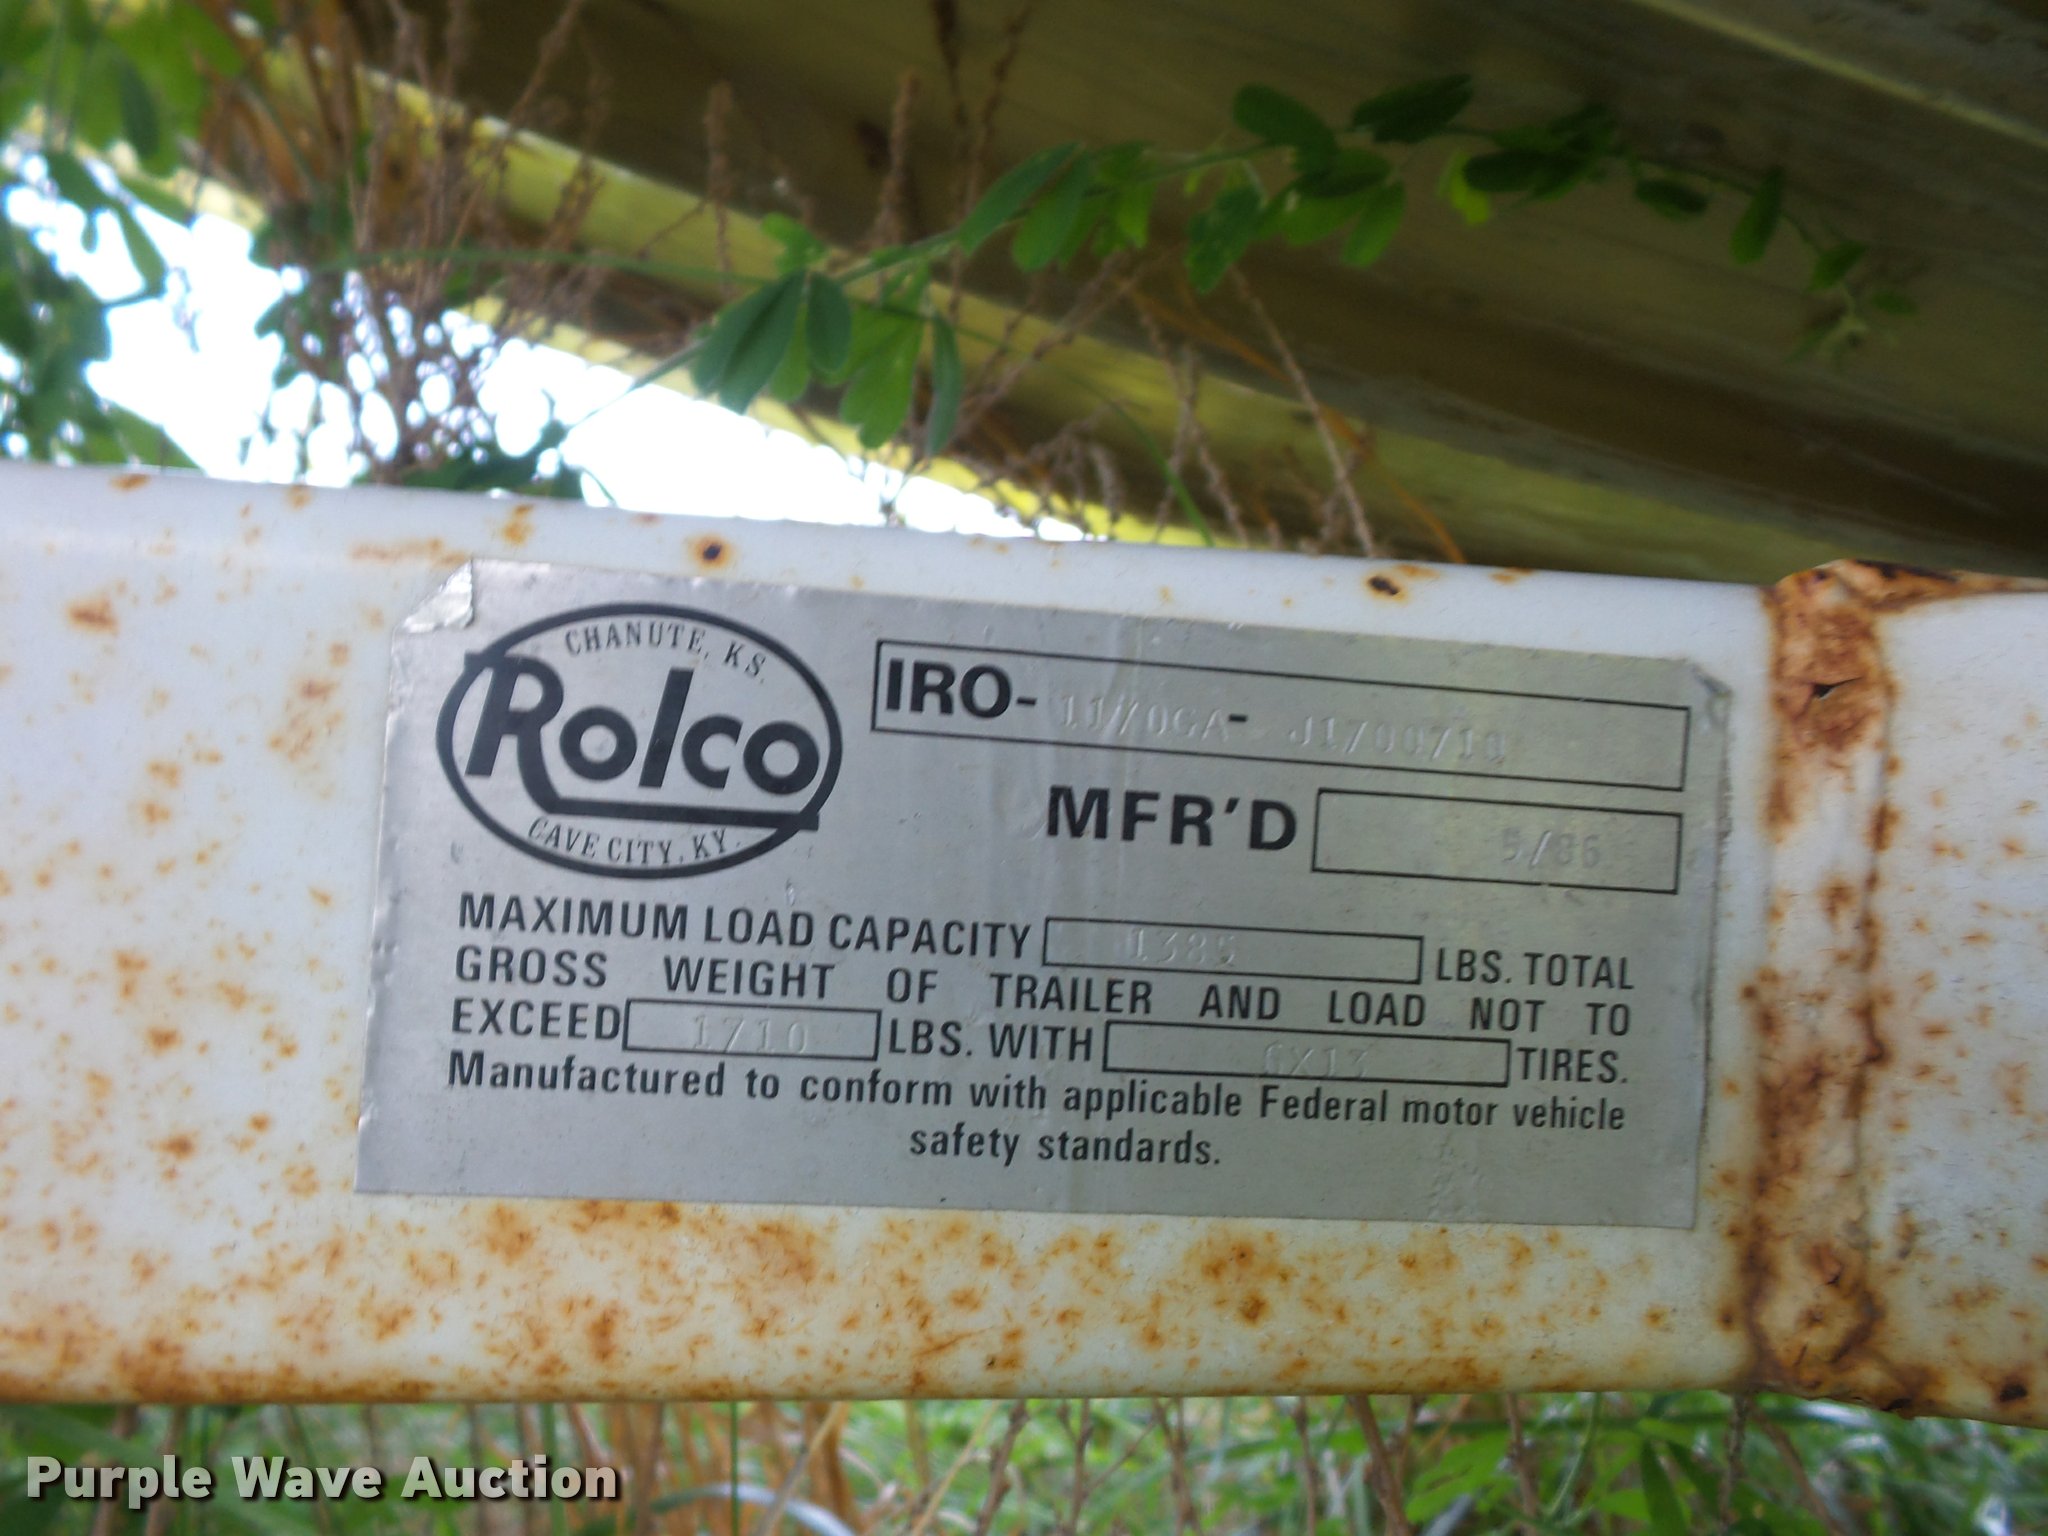 CHANUTE, KS.
Rolco
CAVE CITY, KY.
IRO-
MFR'D 5/86
MAXIMUM LOAD CAPACITY 1385 LBS. TOTAL
GROSS WEIGHT OF TRAILER AND LOAD NOT TO
EXCEED 1710 LBS. WITH 6X13 TIRES.
Manufactured to conform with applicable Federal motor vehicle
safety standards.
Purple Wave Auction